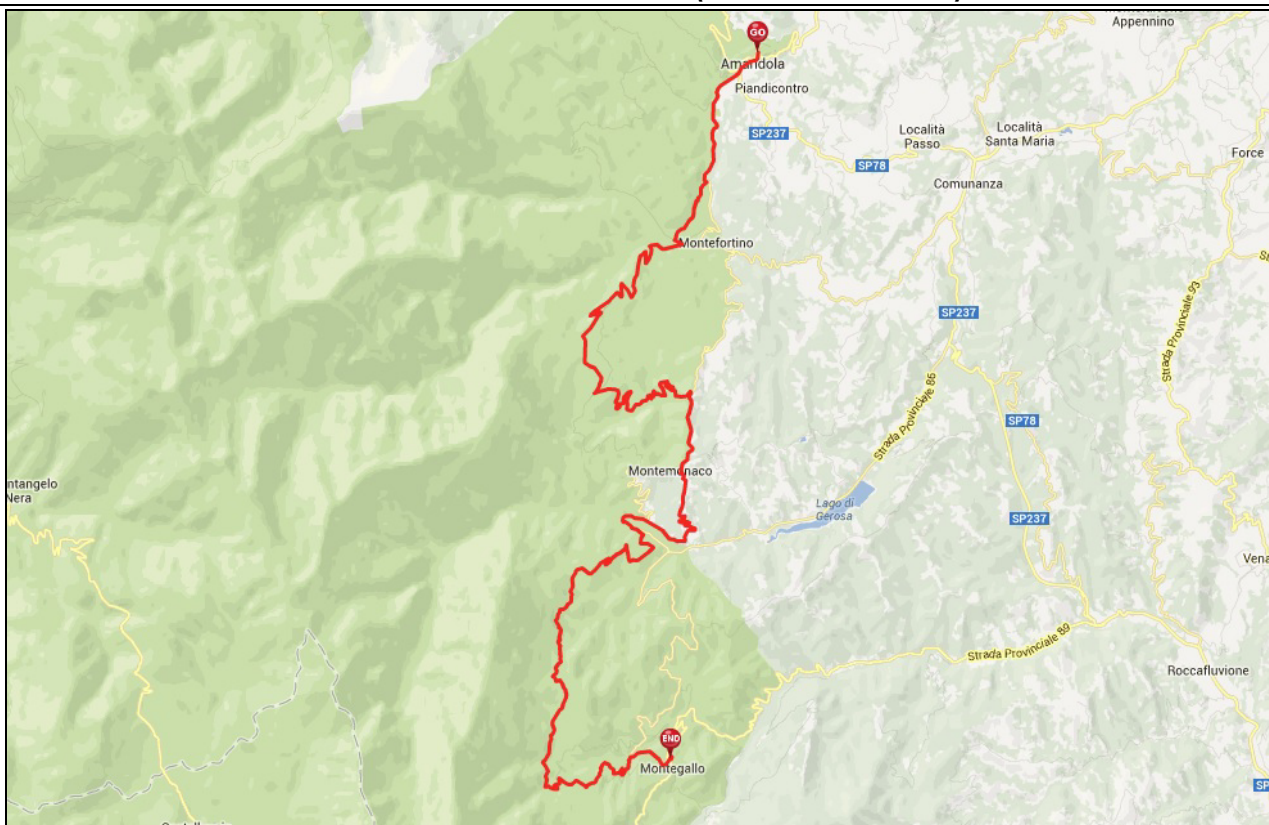 GO
Appennino
Amandola
Piandicontro
SP237
Località
Passo
Località
Santa Maria
SP78
Force
Comunanza
Montefortino
SP237
Strada Provinciale 93
Strada Provinciale 86
SP78
Montemonaco
Lago di
Gerosa
SP237
Nera
Strada Provinciale 89
Roccafluvione
END
Montegallo
SP